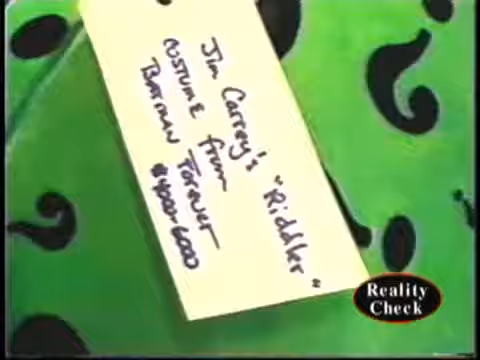 Jim Carrey's "Riddler"
COSTUME from
BATMAN Forever
$4000-6000
Reality
Check